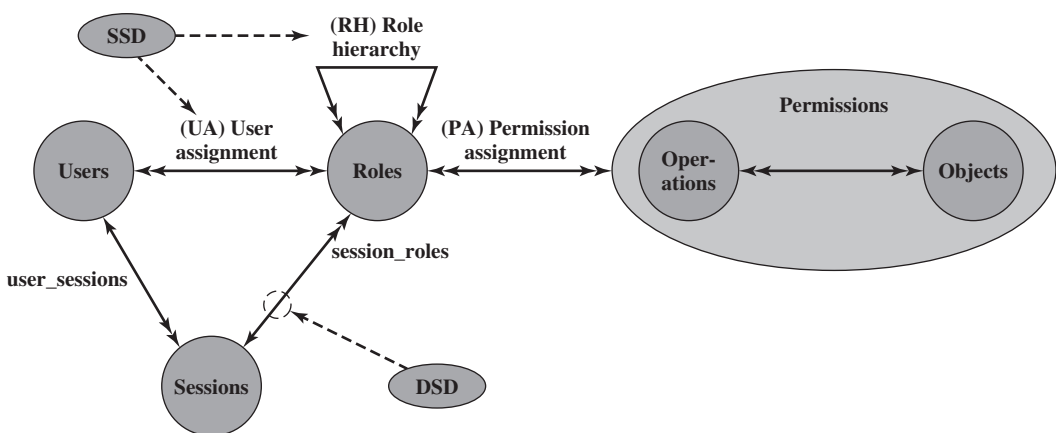 SSD
(RH) Role
hierarchy
(UA) User
assignment
(PA) Permission
assignment
Permissions
Users
Roles
Oper-
ations
Objects
session_roles
user_sessions
Sessions
DSD